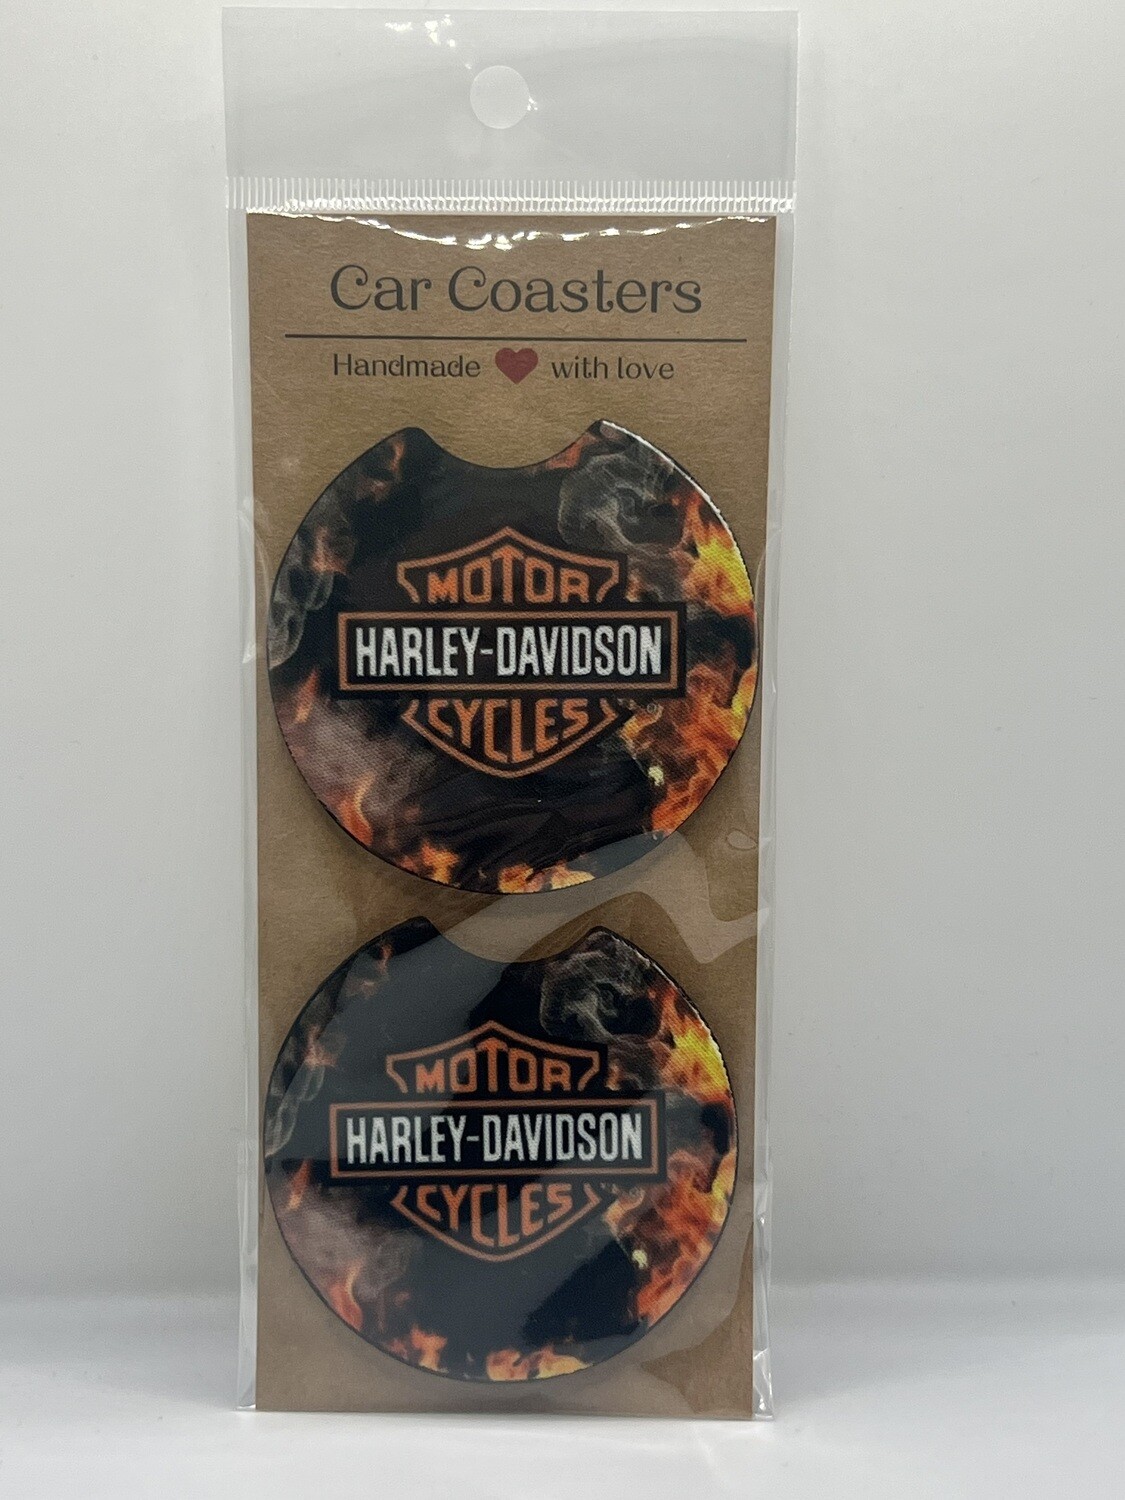 Car Coasters
Handmade ❤ with love
MOTOR
HARLEY-DAVIDSON
CYCLES
®
MOTOR
HARLEY-DAVIDSON
CYCLES
®